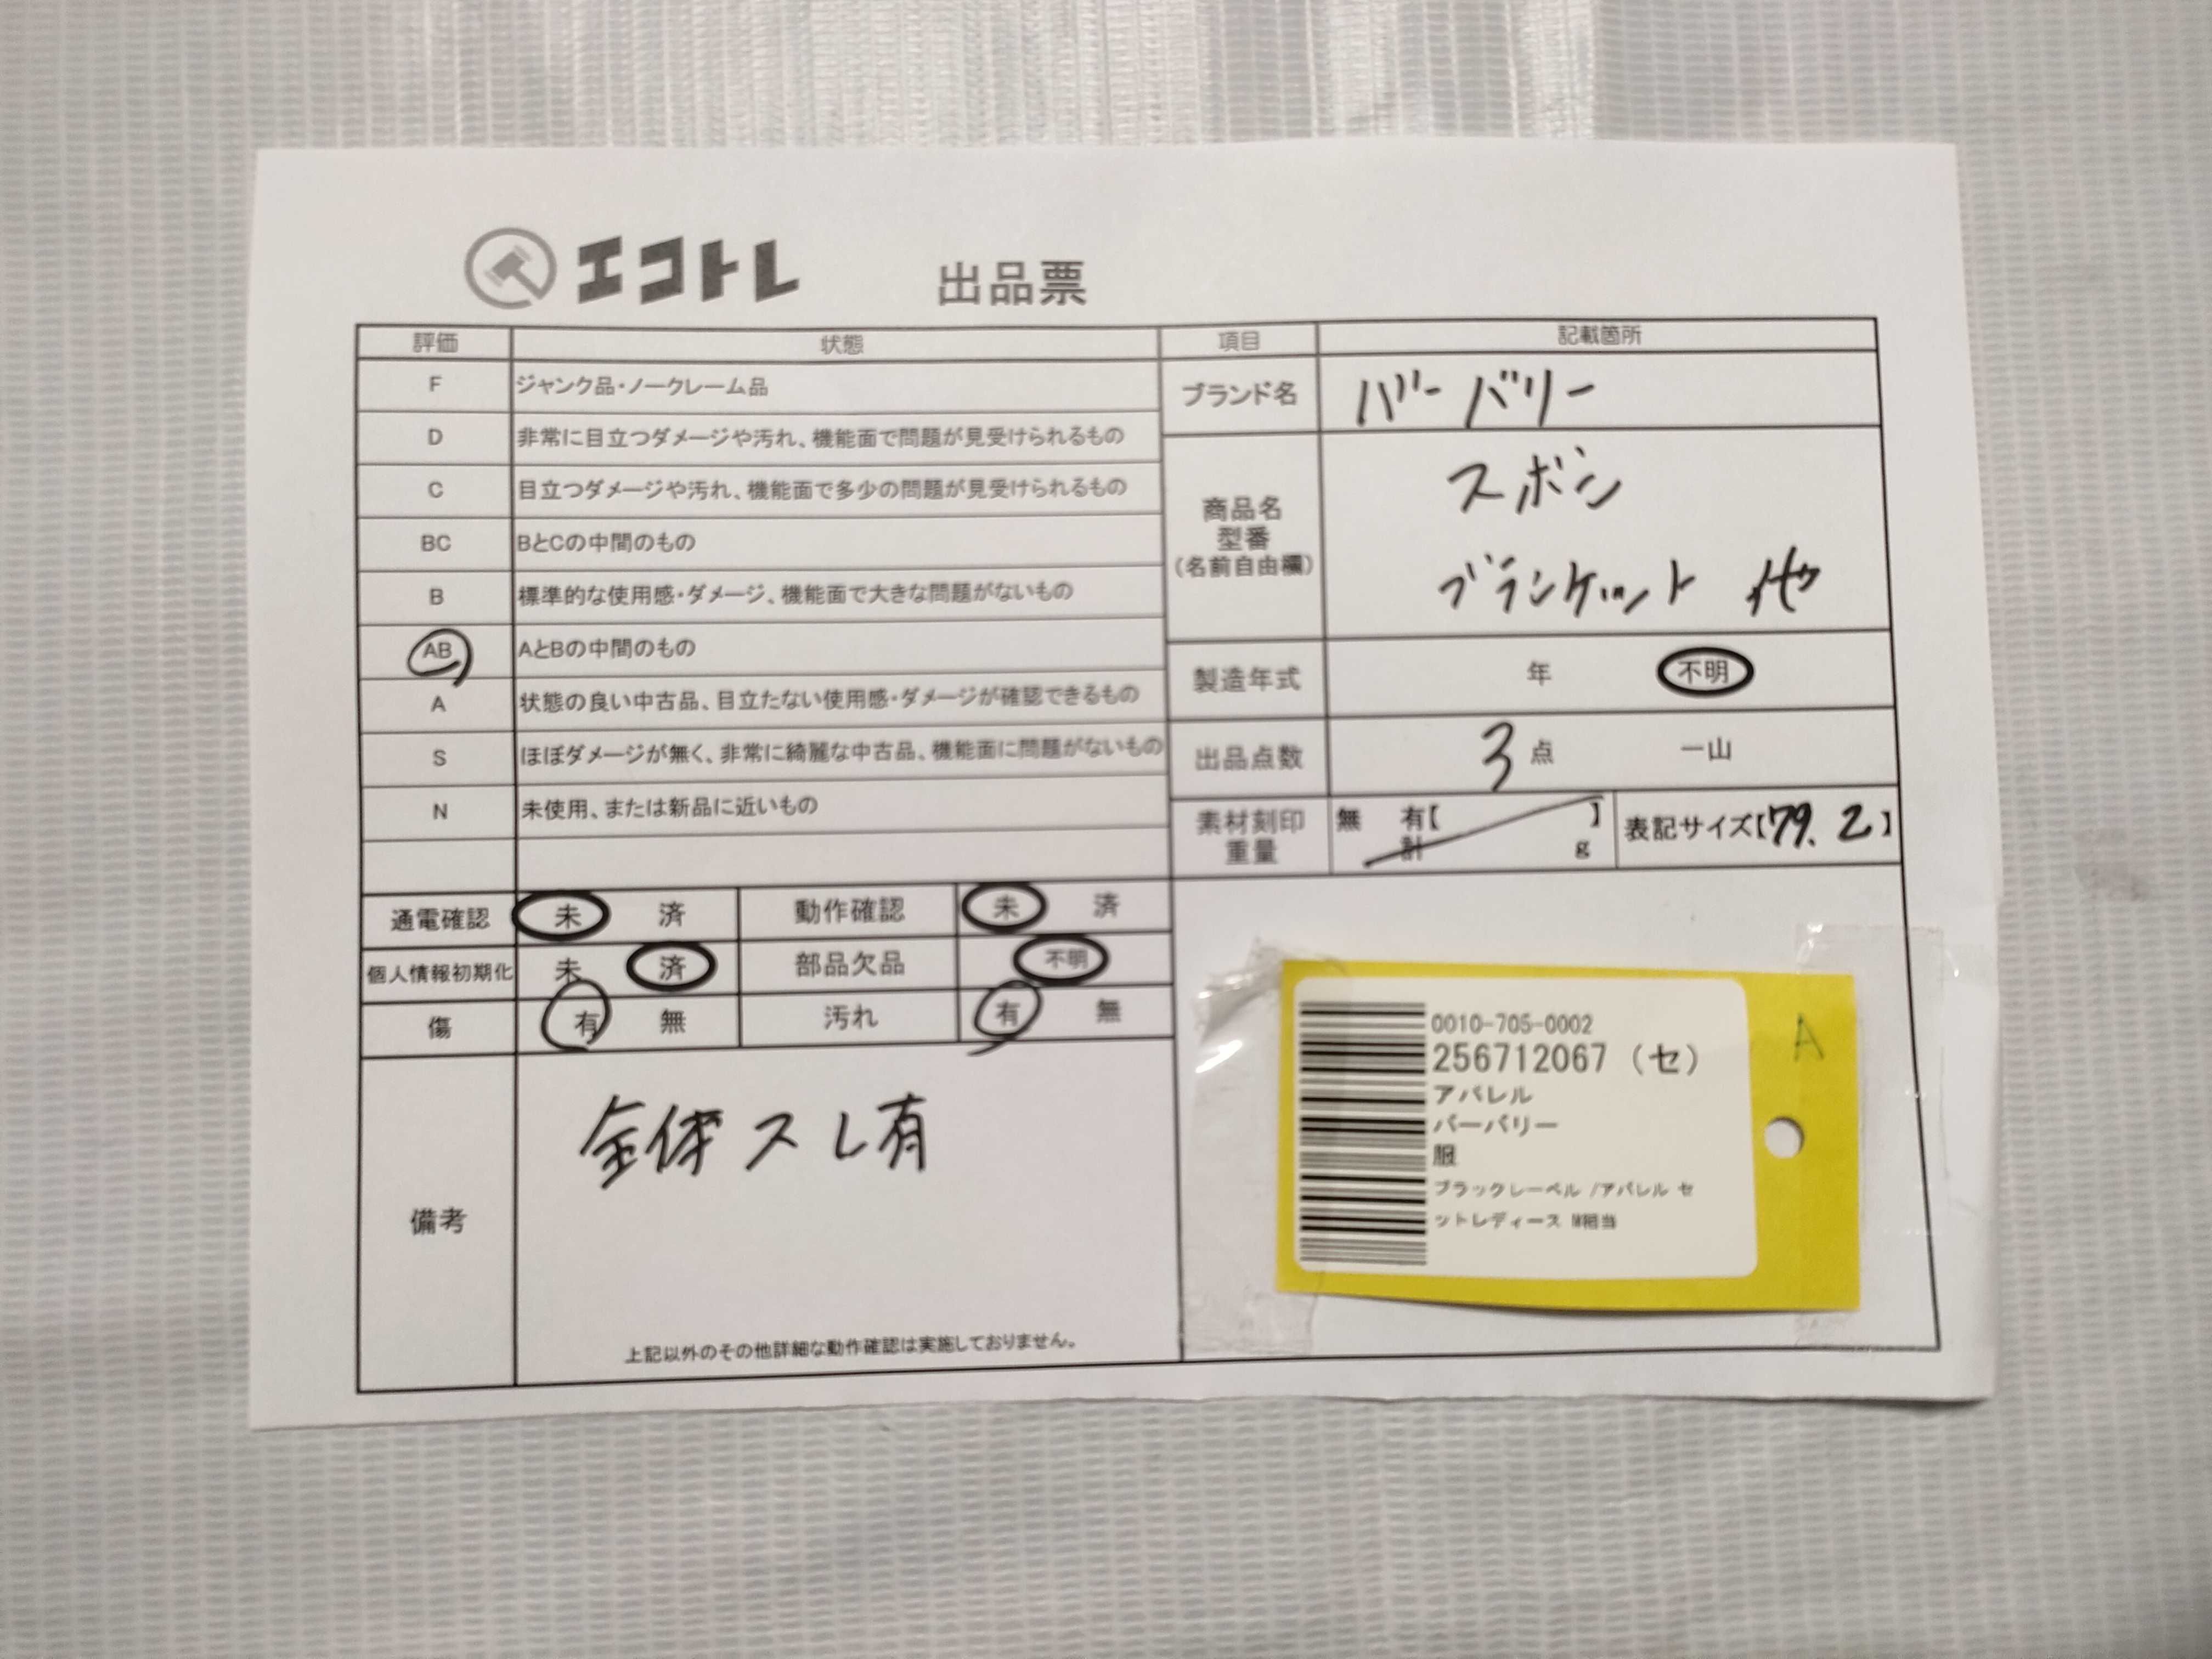 エコトレ 出品票
評価 状態
F ジャンク品・ノークレーム品
D 非常に目立つダメージや汚れ、機能面で問題が見受けられるもの
C 目立つダメージや汚れ、機能面で多少の問題が見受けられるもの
BC BとCの中間のもの
B 標準的な使用感・ダメージ、機能面で大きな問題がないもの
AB AとBの中間のもの
A 状態の良い中古品、目立たない使用感・ダメージが確認できるもの
S ほぼダメージが無く、非常に綺麗な中古品、機能面に問題がないもの
N 未使用、または新品に近いもの
通電確認 未 済 動作確認 未 済
個人情報初期化 未 済 部品欠品 不明
傷 有 無 汚れ 有 無
備考
全体スレ有
上記以外のその他詳細な動作確認は実施しておりません。
項目 記載箇所
ブランド名 バーバリー
商品名
型番
(名前自由欄)
スボン
ブランケット 他
製造年式 年 不明
出品点数 3 点 一山
素材刻印
重量
無 有【 】
計 g
表記サイズ【79. 2】
0010-705-0002
256712067 (セ)
アパレル
バーバリー
服
ブラックレーベル /アパレル セ
ットレディース M相当
A